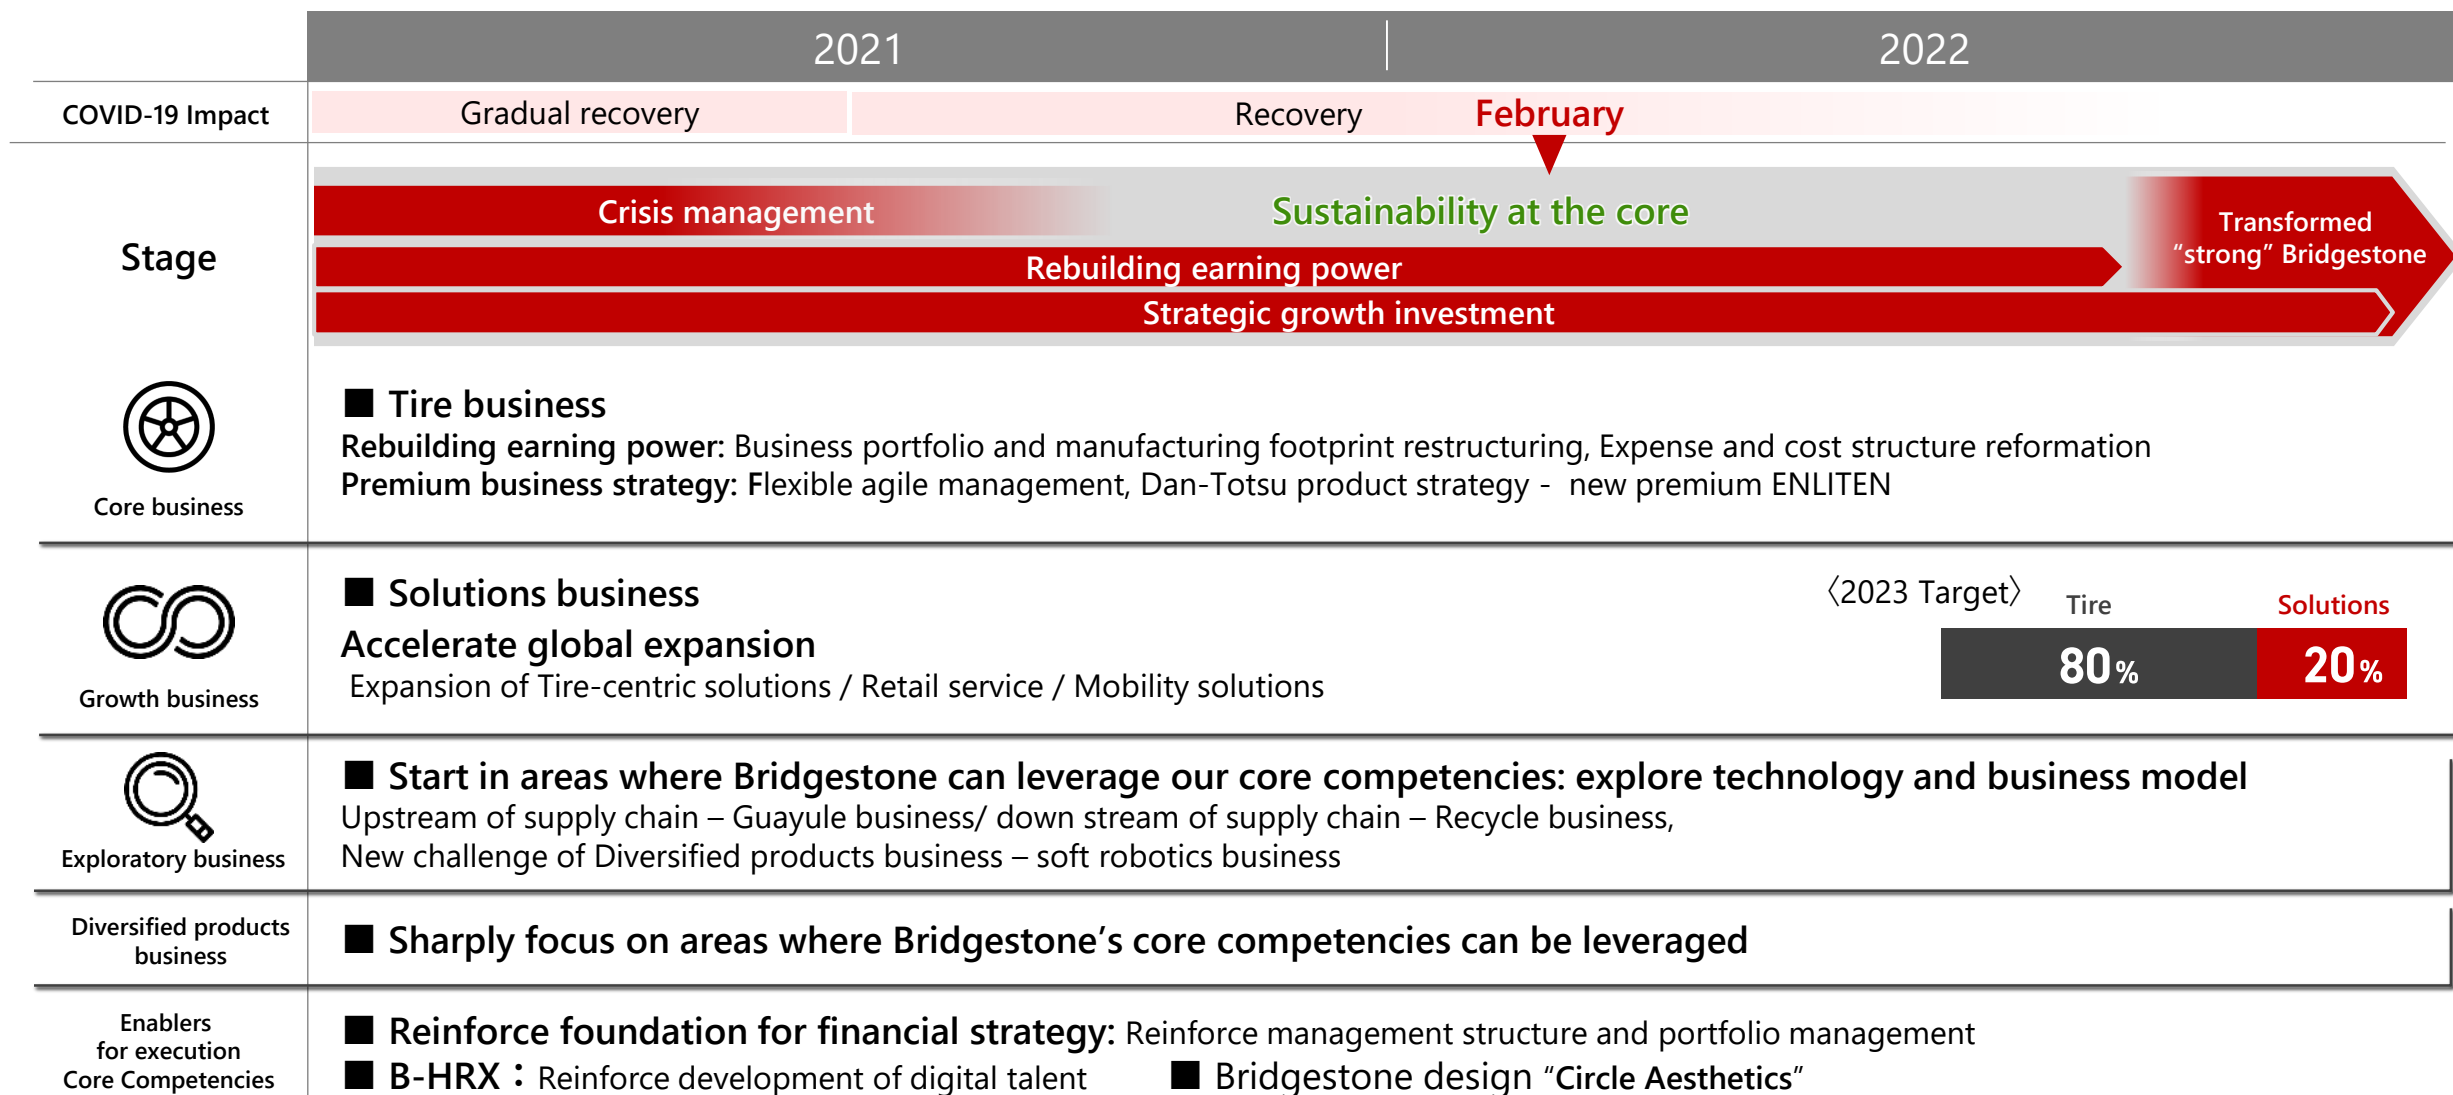 2021
2022
COVID-19 Impact
Gradual recovery
Recovery
February
Stage
Crisis management
Sustainability at the core
Transformed
“strong” Bridgestone
Rebuilding earning power
Strategic growth investment
Core business
■ Tire business
Rebuilding earning power: Business portfolio and manufacturing footprint restructuring, Expense and cost structure reformation
Premium business strategy: Flexible agile management, Dan-Totsu product strategy - new premium ENLITEN
Growth business
■ Solutions business
Accelerate global expansion
Expansion of Tire-centric solutions / Retail service / Mobility solutions
〈2023 Target〉
Tire
Solutions
80%
20%
Exploratory business
■ Start in areas where Bridgestone can leverage our core competencies: explore technology and business model
Upstream of supply chain – Guayule business/ down stream of supply chain – Recycle business,
New challenge of Diversified products business – soft robotics business
Diversified products
business
■ Sharply focus on areas where Bridgestone’s core competencies can be leveraged
Enablers
for execution
Core Competencies
■ Reinforce foundation for financial strategy: Reinforce management structure and portfolio management
■ B-HRX：Reinforce development of digital talent
■ Bridgestone design “Circle Aesthetics”